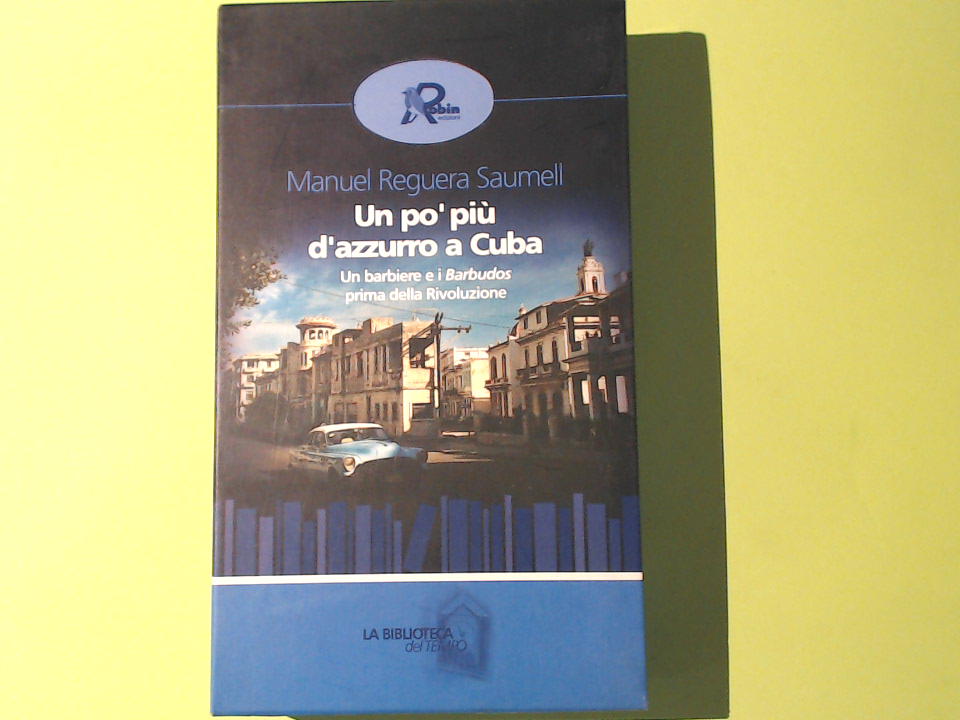 Robin
edizioni
Manuel Reguera Saumell
Un po' più
d'azzurro a Cuba
Un barbiere e i Barbudos
prima della Rivoluzione
LA BIBLIOTECA
del TEMPO